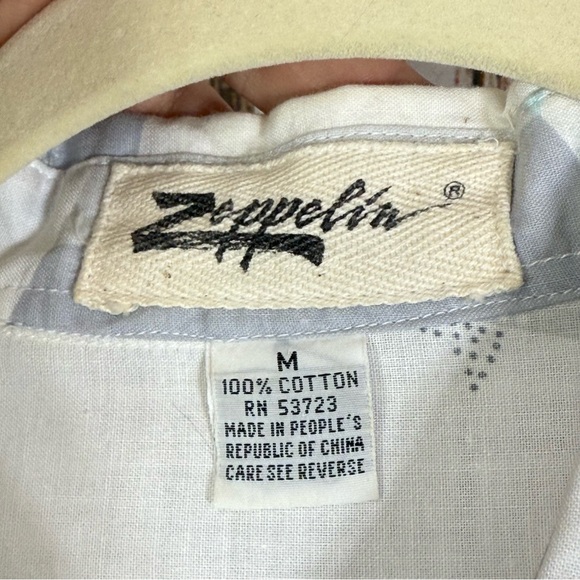 Zeppelin ®
M
100% COTTON
RN 53723
MADE IN PEOPLE'S
REPUBLIC OF CHINA
CARE SEE REVERSE